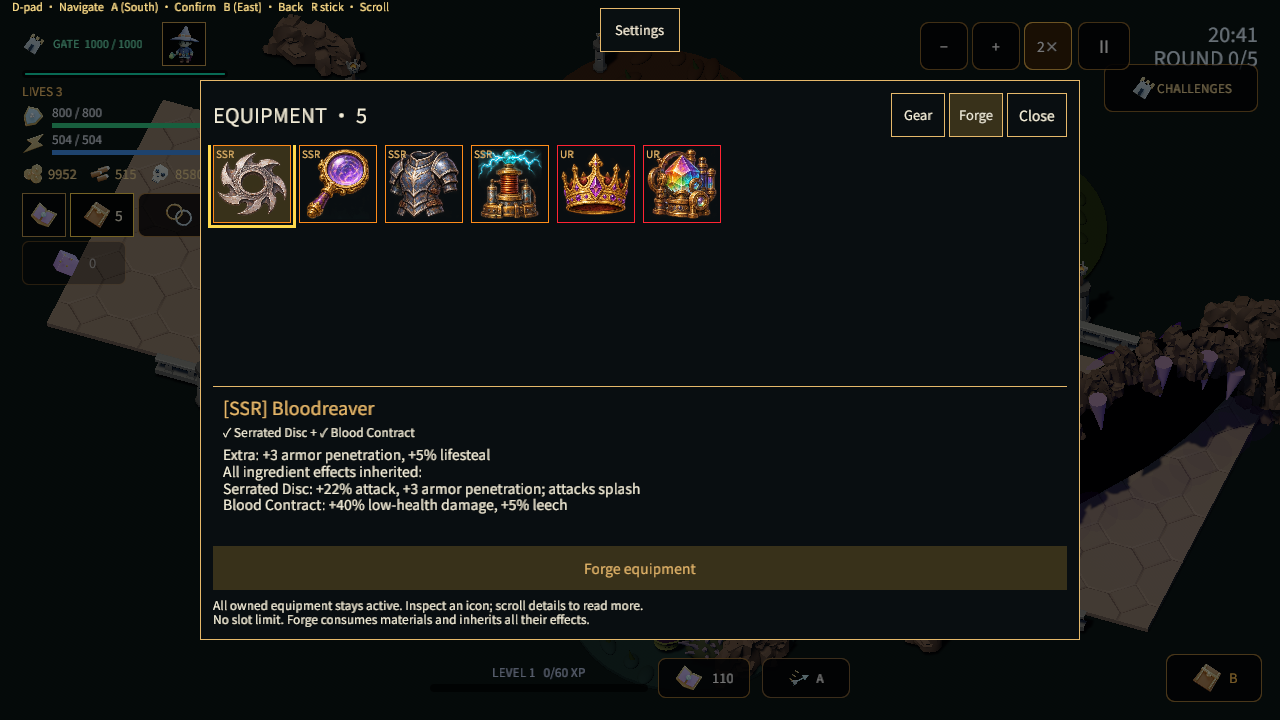 D-pad • Navigate A (South) • Confirm B (East) • Back R stick • Scroll
Settings
GATE 1000 / 1000
− + 2× II
20:41
ROUND 0/5
CHALLENGES
LIVES 3
800 / 800
504 / 504
9952 515 8580
5
0
EQUIPMENT • 5
Gear Forge Close
SSR SSR SSR SSR UR UR
[SSR] Bloodreaver
✓ Serrated Disc + ✓ Blood Contract
Extra: +3 armor penetration, +5% lifesteal
All ingredient effects inherited:
Serrated Disc: +22% attack, +3 armor penetration; attacks splash
Blood Contract: +40% low-health damage, +5% leech
Forge equipment
All owned equipment stays active. Inspect an icon; scroll details to read more.
No slot limit. Forge consumes materials and inherits all their effects.
LEVEL 1 0/60 XP
110
A
B